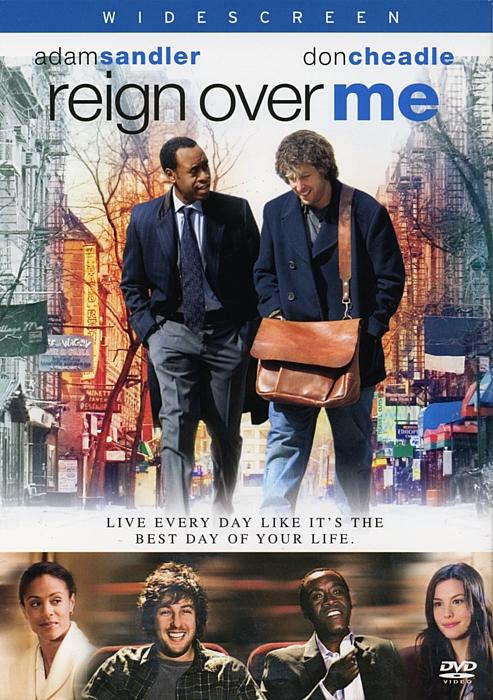 WIDESCREEN
adamsandler doncheadle
reign over me
LIVE EVERY DAY LIKE IT'S THE
BEST DAY OF YOUR LIFE.
DVD
VIDEO